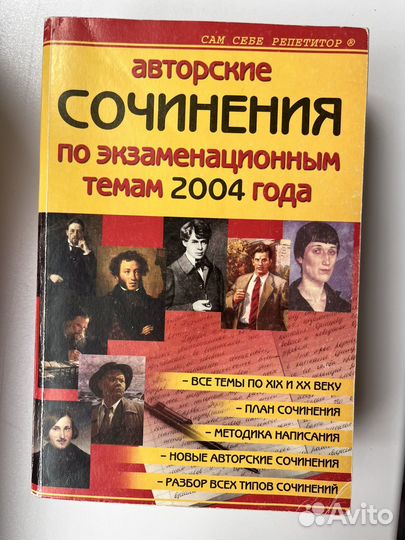 САМ СЕБЕ РЕПЕТИТОР ®
авторские
СОЧИНЕНИЯ
по экзаменационным
темам 2004 года
– ВСЕ ТЕМЫ ПО XIX И XX ВЕКУ
– ПЛАН СОЧИНЕНИЯ
– МЕТОДИКА НАПИСАНИЯ
– НОВЫЕ АВТОРСКИЕ СОЧИНЕНИЯ
– РАЗБОР ВСЕХ ТИПОВ СОЧИНЕНИЙ
Avito